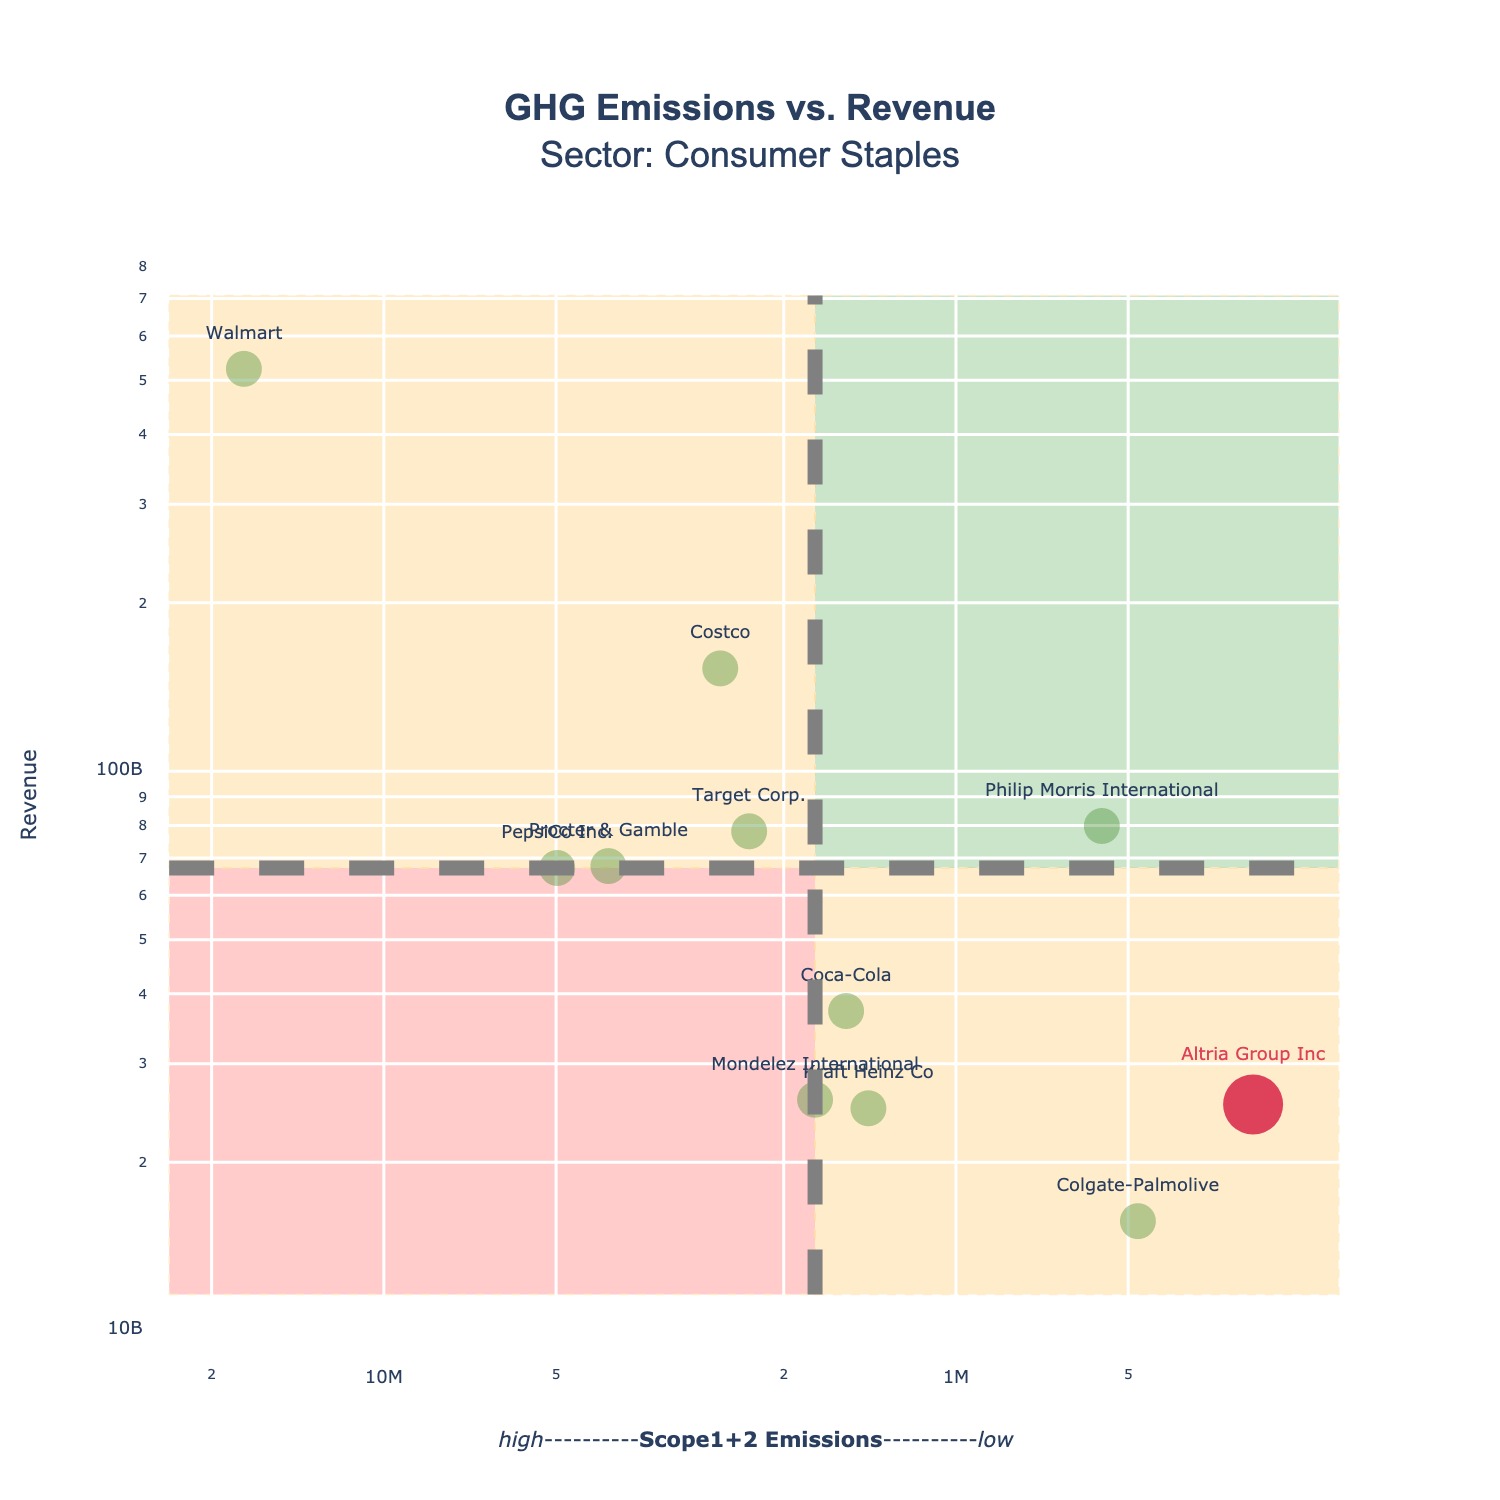 GHG Emissions vs. Revenue
Sector: Consumer Staples
8
7
Walmart
6
5
4
3
2
Costco
Revenue
100B
9
Philip Morris International
Target Corp.
8
PepsiCo Inc.
Procter & Gamble
7
6
5
4
Coca-Cola
3
Mondelez International
Kraft Heinz Co
Altria Group Inc
2
Colgate-Palmolive
10B
2
10M
5
2
1M
5
high----------Scope1+2 Emissions----------low